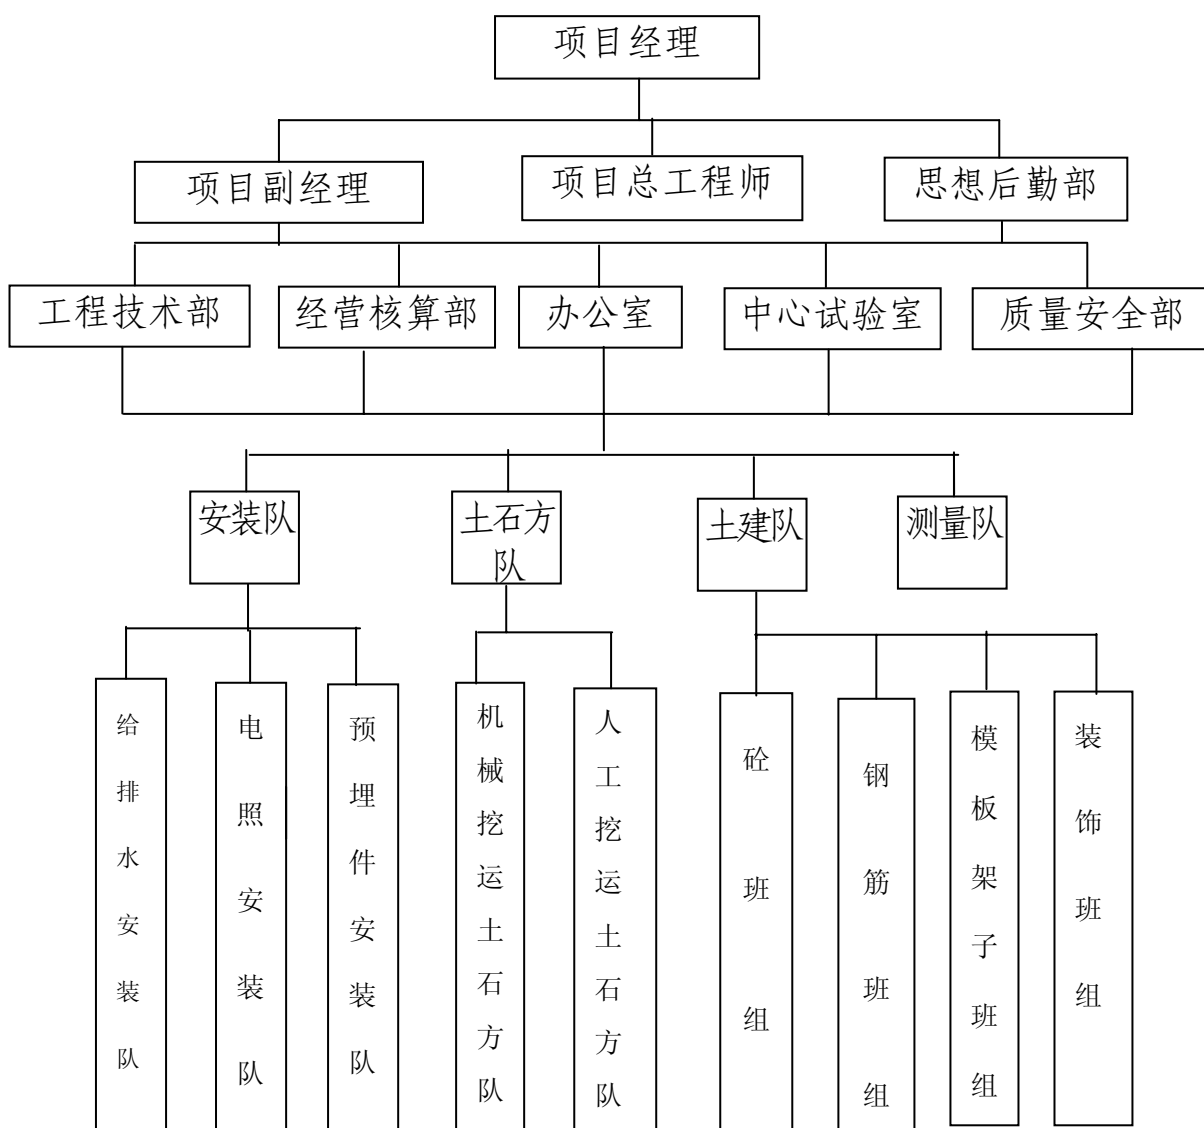 项目经理
项目副经理
项目总工程师
思想后勤部
工程技术部
经营核算部
办公室
中心试验室
质量安全部
安装队
土石方
队
土建队
测量队
给排水安装队
电照安装队
预埋件安装队
机械挖运土石方队
人工挖运土石方队
砼班组
钢筋班组
模板架子班组
装饰班组